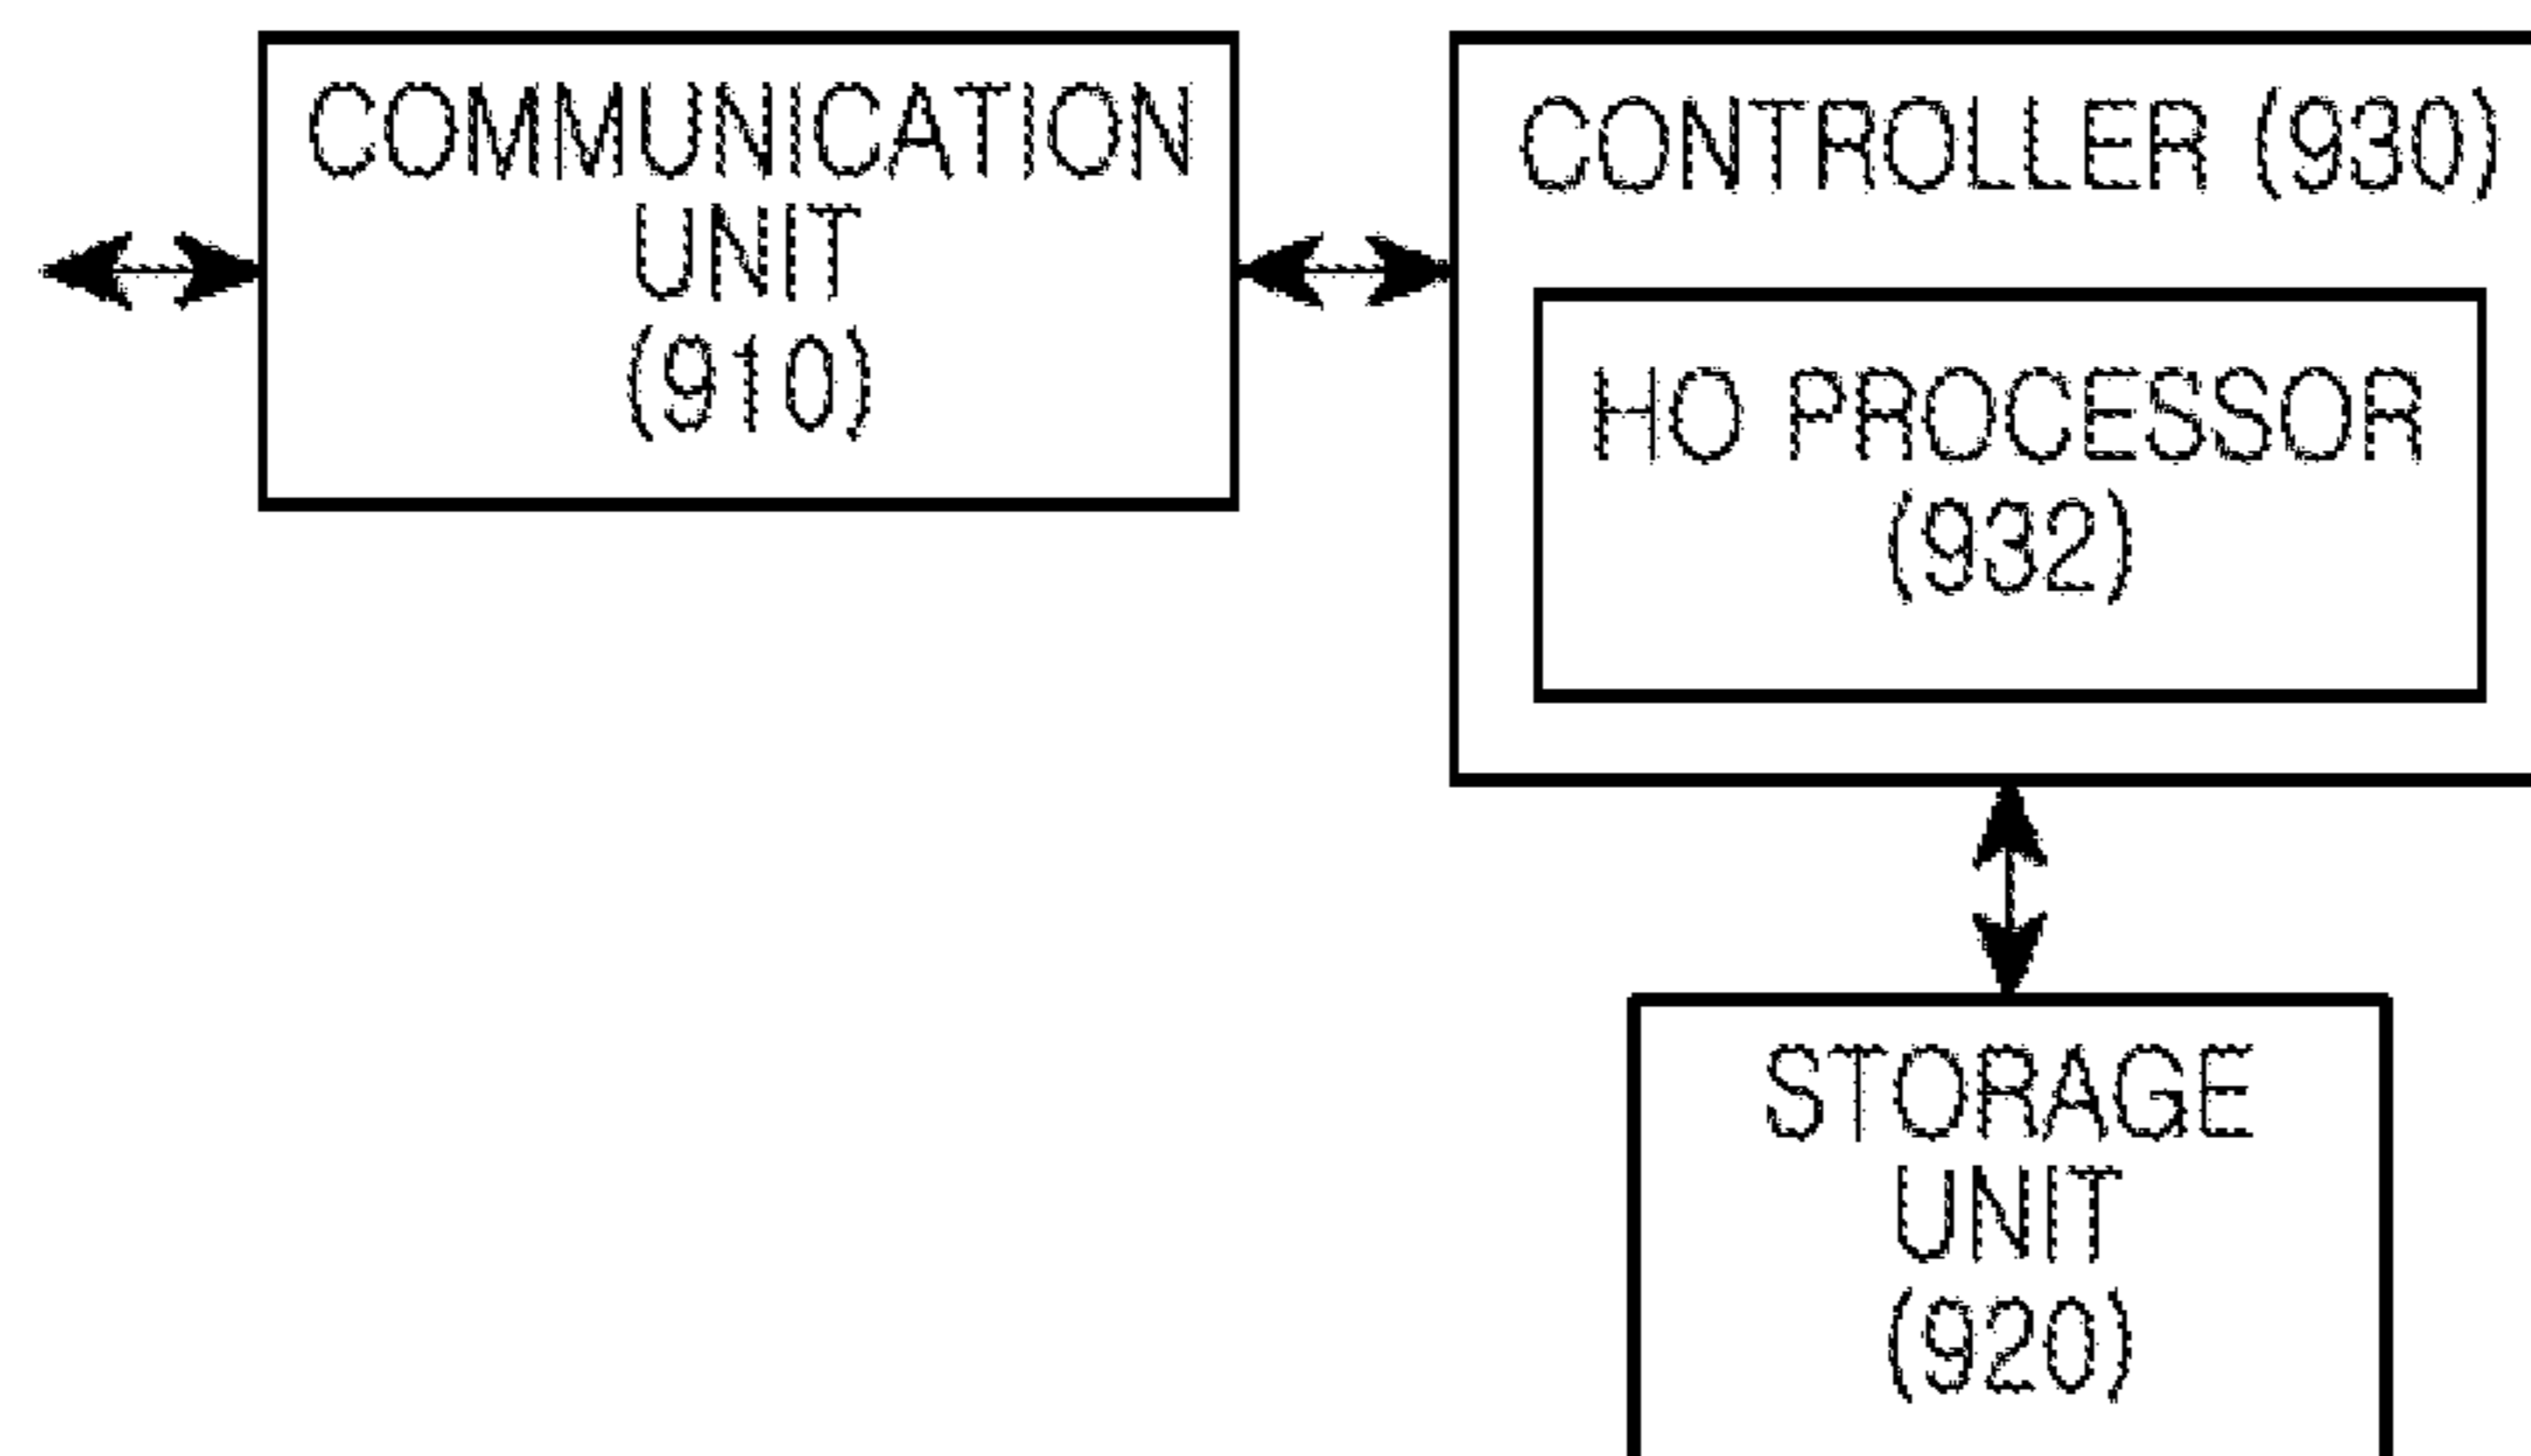 COMMUNICATION
UNIT
(910)
CONTROLLER (930)
HO PROCESSOR
(932)
STORAGE
UNIT
(920)